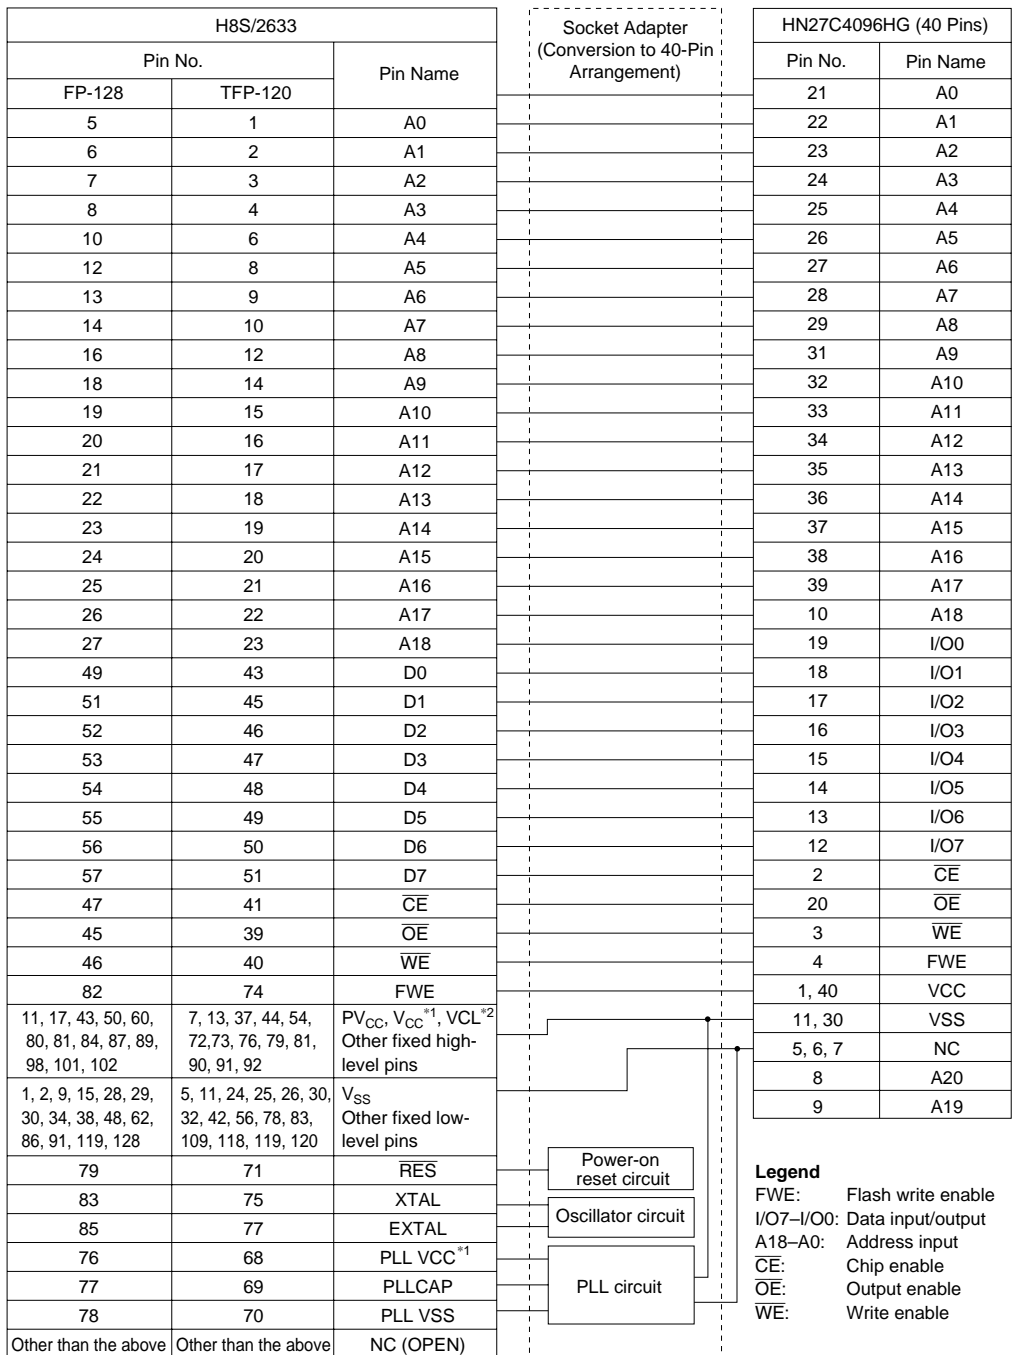 H8S/2633
Pin No. Pin Name
FP-128 TFP-120
5 1 A0
6 2 A1
7 3 A2
8 4 A3
10 6 A4
12 8 A5
13 9 A6
14 10 A7
16 12 A8
18 14 A9
19 15 A10
20 16 A11
21 17 A12
22 18 A13
23 19 A14
24 20 A15
25 21 A16
26 22 A17
27 23 A18
49 43 D0
51 45 D1
52 46 D2
53 47 D3
54 48 D4
55 49 D5
56 50 D6
57 51 D7
47 41 C̅E̅
45 39 O̅E̅
46 40 W̅E̅
82 74 FWE
11, 17, 43, 50, 60, 7, 13, 37, 44, 54, PVCC, VCC*1, VCL*2
80, 81, 84, 87, 89, 72,73, 76, 79, 81, Other fixed high-
98, 101, 102 90, 91, 92 level pins
1, 2, 9, 15, 28, 29, 5, 11, 24, 25, 26, 30, VSS
30, 34, 38, 48, 62, 32, 42, 56, 78, 83, Other fixed low-
86, 91, 119, 128 109, 118, 119, 120 level pins
79 71 R̅E̅S̅
83 75 XTAL
85 77 EXTAL
76 68 PLL VCC*1
77 69 PLLCAP
78 70 PLL VSS
Other than the above Other than the above NC (OPEN)
Socket Adapter
(Conversion to 40-Pin
Arrangement)
Power-on
reset circuit
Oscillator circuit
PLL circuit
HN27C4096HG (40 Pins)
Pin No. Pin Name
21 A0
22 A1
23 A2
24 A3
25 A4
26 A5
27 A6
28 A7
29 A8
31 A9
32 A10
33 A11
34 A12
35 A13
36 A14
37 A15
38 A16
39 A17
10 A18
19 I/O0
18 I/O1
17 I/O2
16 I/O3
15 I/O4
14 I/O5
13 I/O6
12 I/O7
2 C̅E̅
20 O̅E̅
3 W̅E̅
4 FWE
1, 40 VCC
11, 30 VSS
5, 6, 7 NC
8 A20
9 A19
Legend
FWE: Flash write enable
I/O7–I/O0: Data input/output
A18–A0: Address input
C̅E̅: Chip enable
O̅E̅: Output enable
W̅E̅: Write enable